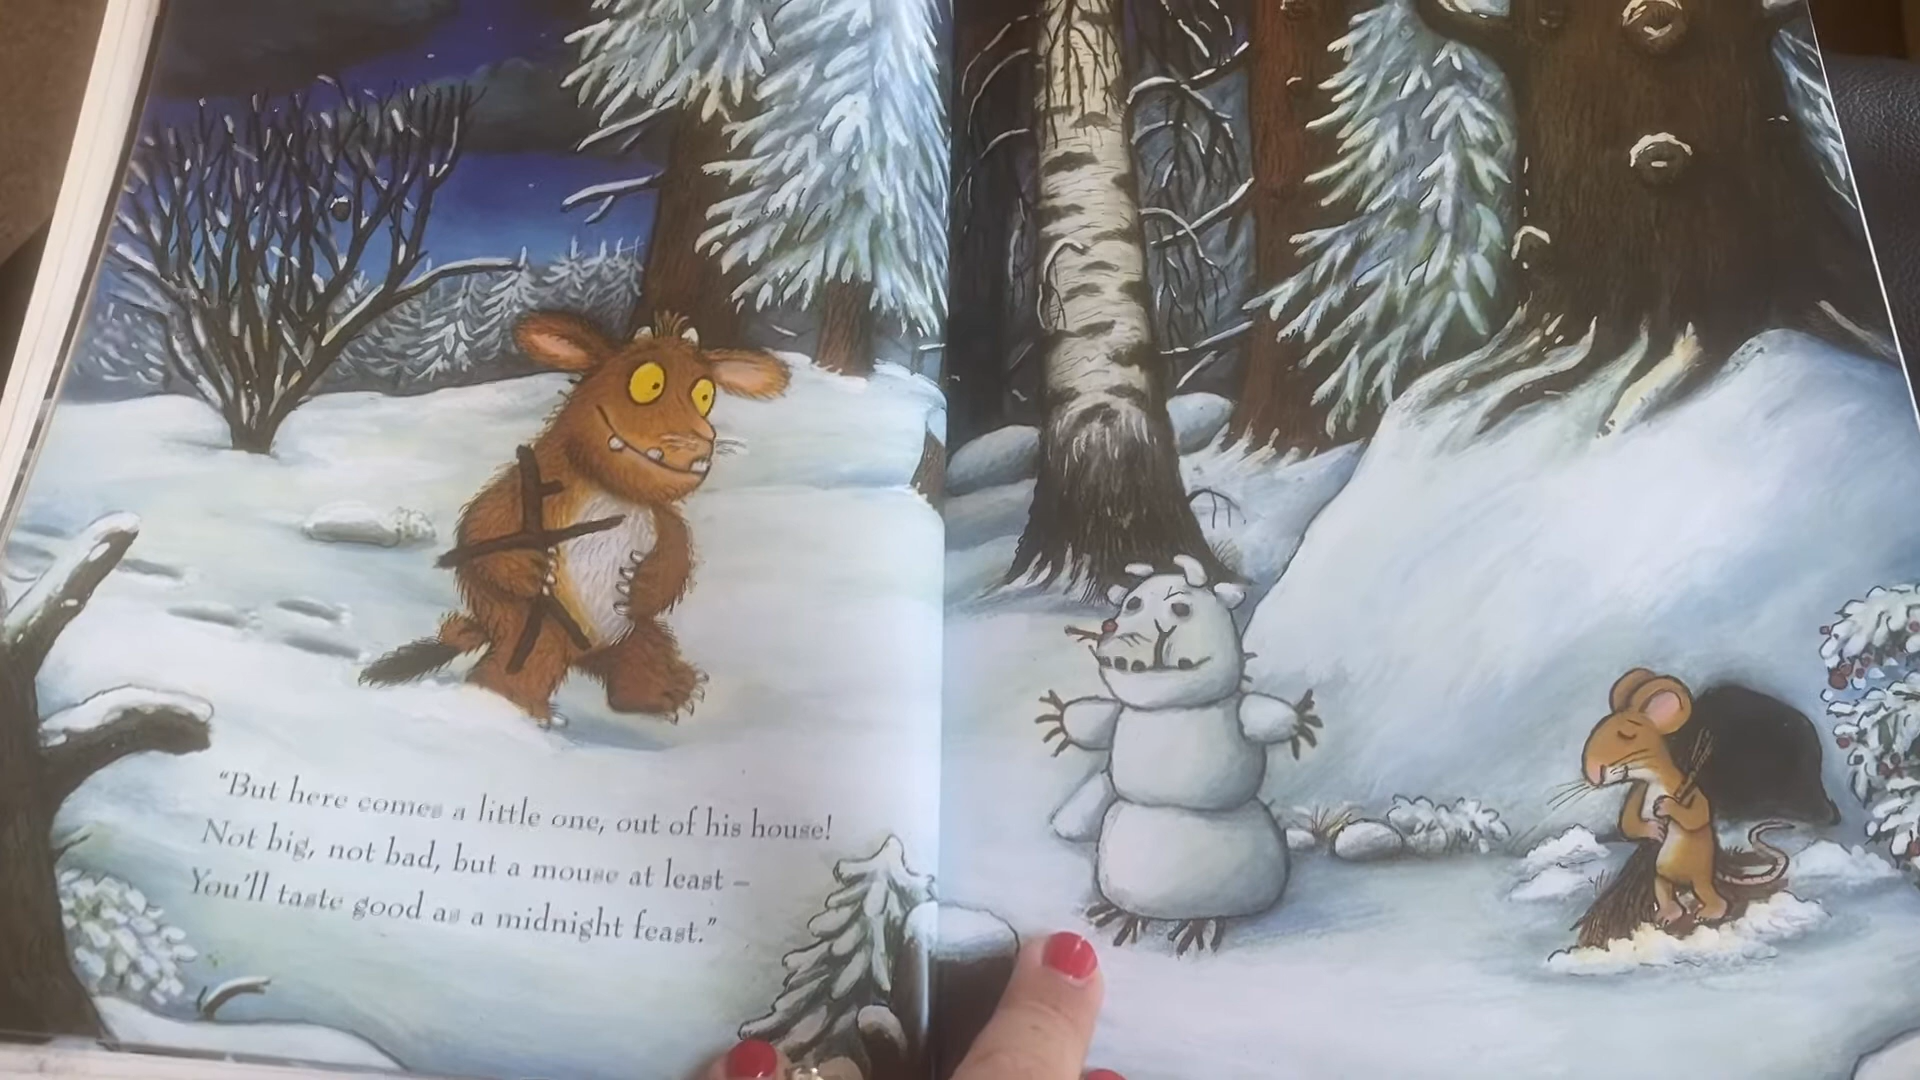 “But here comes a little one, out of his house!
Not big, not bad, but a mouse at least –
You’ll taste good as a midnight feast.”